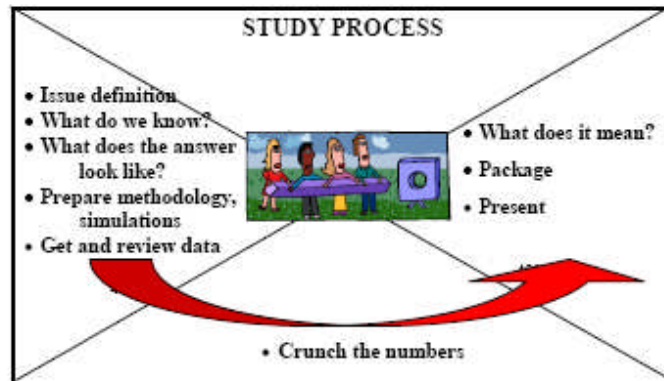 STUDY PROCESS
• Issue definition
• What do we know?
• What does the answer
look like?
• Prepare methodology,
simulations
• Get and review data
• What does it mean?
• Package
• Present
• Crunch the numbers